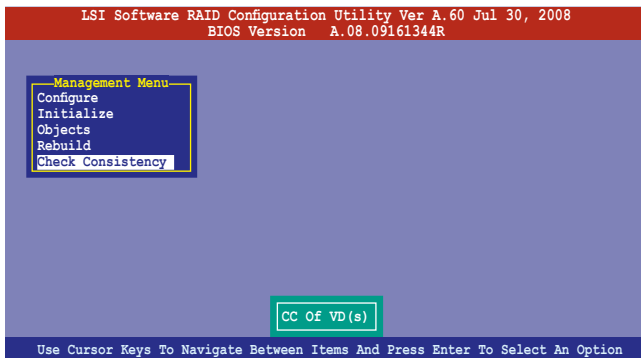 LSI Software RAID Configuration Utility Ver A.60 Jul 30, 2008
BIOS Version A.08.09161344R
Management Menu
Configure
Initialize
Objects
Rebuild
Check Consistency
CC Of VD(s)
Use Cursor Keys To Navigate Between Items And Press Enter To Select An Option